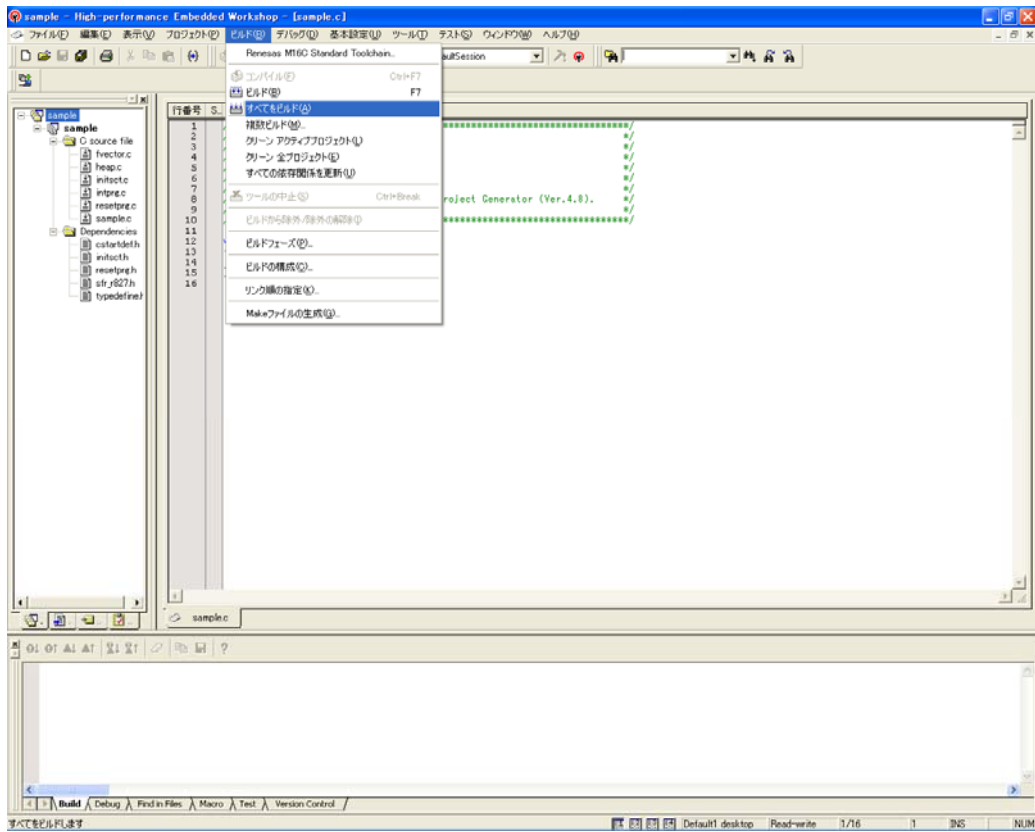 sample - High-performance Embedded Workshop - [sample.c]
ファイル(F) 編集(E) 表示(V) プロジェクト(P) ビルド(B) デバッグ(D) 基本設定(U) ツール(T) テスト(S) ウィンドウ(W) ヘルプ(H)
aultSession
Renesas M16C Standard Toolchain...
コンパイル(F) Ctrl+F7
ビルド(B) F7
すべてをビルド(A)
複数ビルド(M)...
クリーン アクティブプロジェクト(L)
クリーン 全プロジェクト(E)
すべての依存関係を更新(U)
ツールの中止(S) Ctrl+Break
ビルドから除外/除外の解除(I)
ビルドフェーズ(P)...
ビルドの構成(C)...
リンク順の指定(K)...
Makeファイルの生成(G)...
sample
sample
C source file
fvector.c
heap.c
initsct.c
intprg.c
resetprg.c
sample.c
Dependencies
cstartdef.h
initsct.h
resetprg.h
sfr_r827.h
typedefine.h
行番号 S...
1 *******************************/
2 */
3 */
4 */
5 */
6 */
7 */
8 roject Generator (Ver.4.8). */
9 */
10 *******************************/
11
12
13
14
15
16
sample.c
Build Debug Find in Files Macro Test Version Control
すべてをビルドします Default1 desktop Read-write 1/16 1 INS NUM